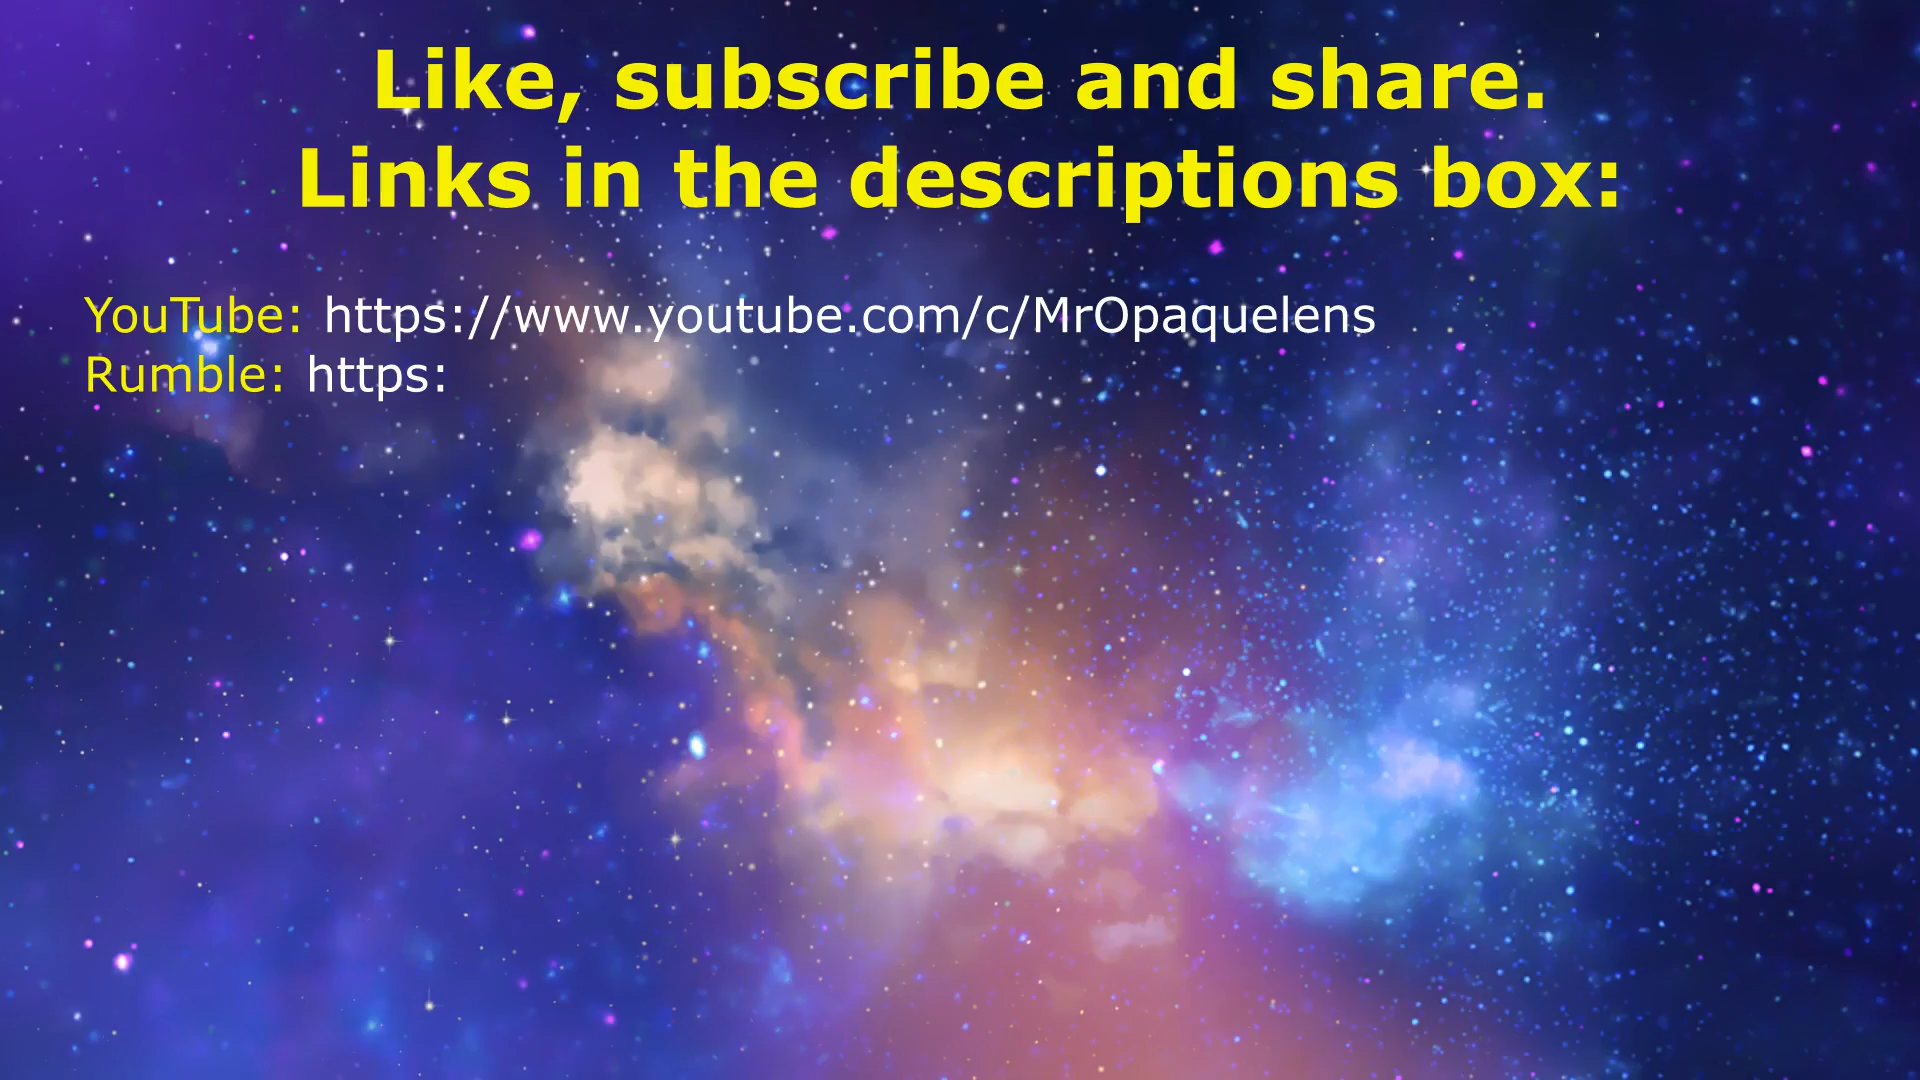 Like, subscribe and share.
Links in the descriptions box:
YouTube: https://www.youtube.com/c/MrOpaquelens
Rumble: https: